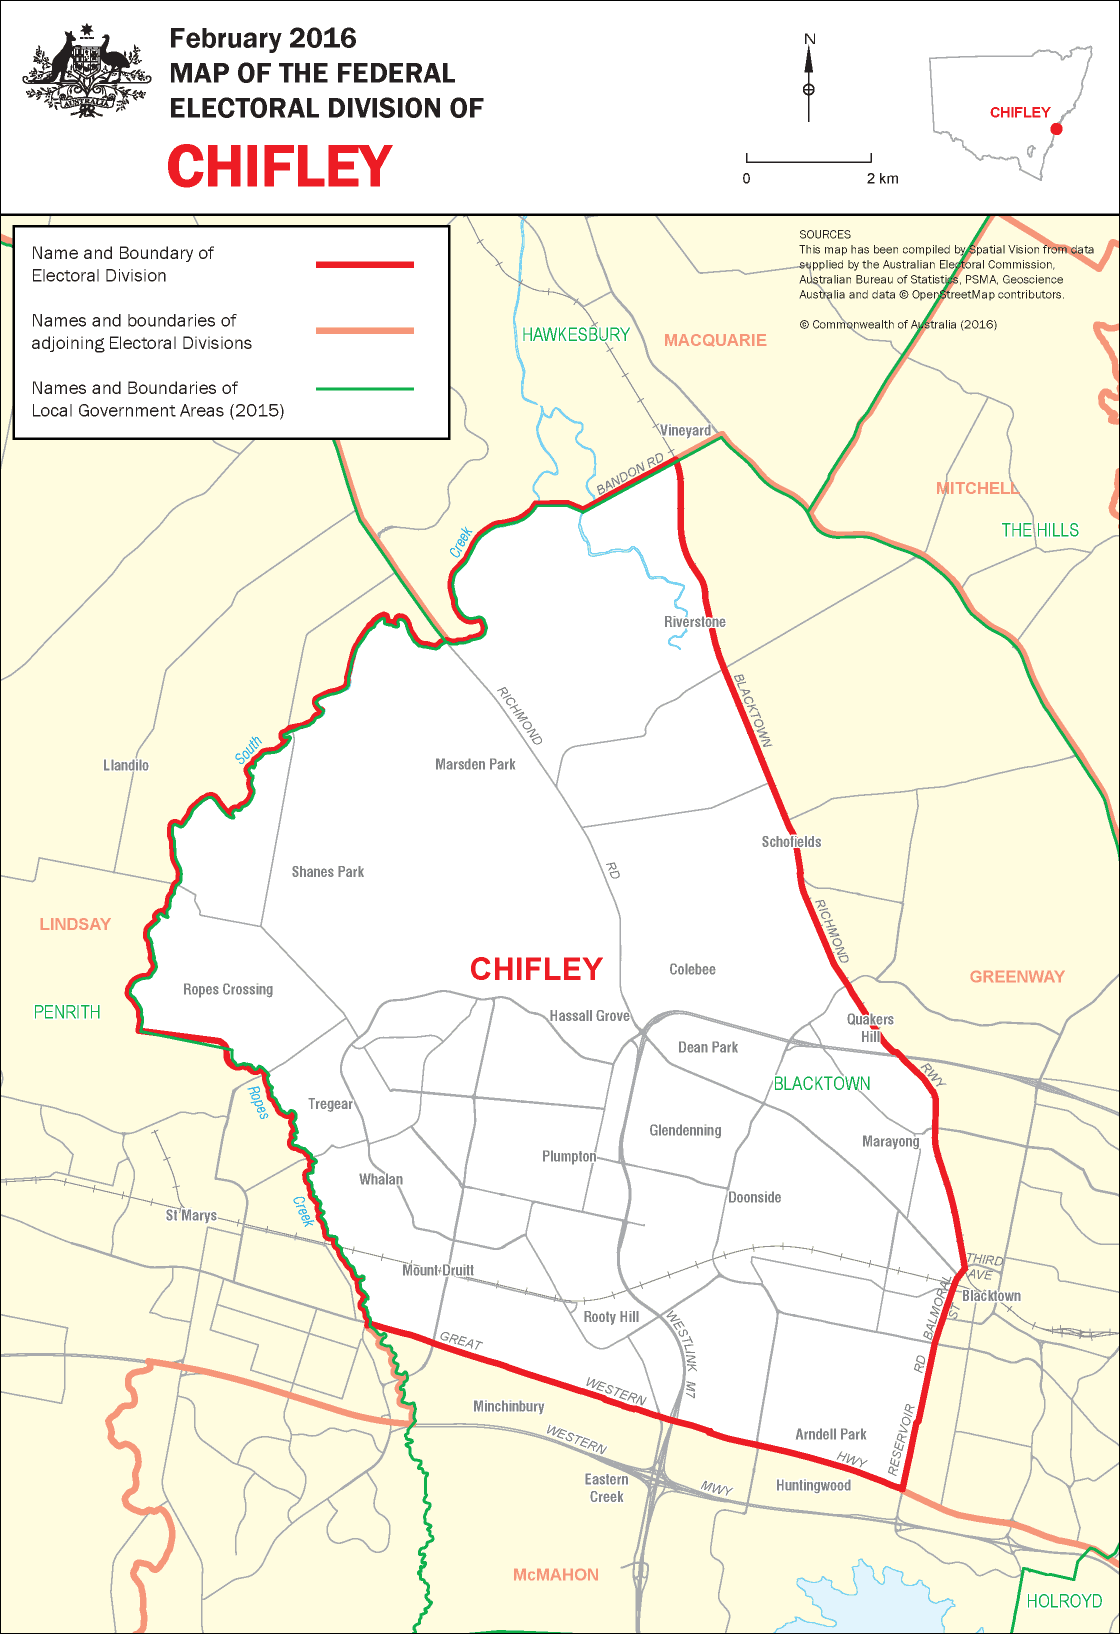 February 2016
MAP OF THE FEDERAL
ELECTORAL DIVISION OF
CHIFLEY
AUSTRALIA
N
0
2 km
CHIFLEY
Name and Boundary of
Electoral Division
Names and boundaries of
adjoining Electoral Divisions
Names and Boundaries of
Local Government Areas (2015)
SOURCES
This map has been compiled by Spatial Vision from data
supplied by the Australian Electoral Commission,
Australian Bureau of Statistics, PSMA, Geoscience
Australia and data © OpenStreetMap contributors.
© Commonwealth of Australia (2016)
HAWKESBURY
MACQUARIE
Vineyard
BANDON RD
MITCHELL
THE HILLS
Creek
Riverstone
RICHMOND
BLACKTOWN
South
Llandilo
Marsden Park
Schofields
Shanes Park
RD
RICHMOND
LINDSAY
CHIFLEY
Colebee
GREENWAY
Ropes Crossing
PENRITH
Hassall Grove
Quakers
Hill
Dean Park
RWY
BLACKTOWN
Ropes
Tregear
Glendenning
Marayong
Plumpton
Whalan
Doonside
St Marys
Creek
Mount Druitt
THIRD
AVE
Blacktown
BALMORAL
ST
Rooty Hill
GREAT
WESTLINK
M7
RD
WESTERN
Minchinbury
RESERVOIR
Arndell Park
WESTERN
HWY
Eastern
Creek
MWY
Huntingwood
McMAHON
HOLROYD